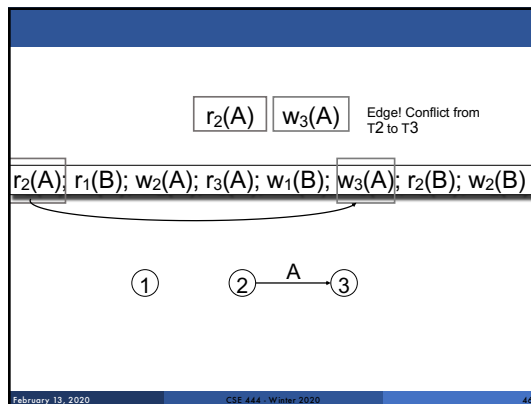 r₂(A) w₃(A)
Edge! Conflict from
T2 to T3
r₂(A); r₁(B); w₂(A); r₃(A); w₁(B); w₃(A); r₂(B); w₂(B)
A
1 2 3
February 13, 2020 CSE 444 - Winter 2020